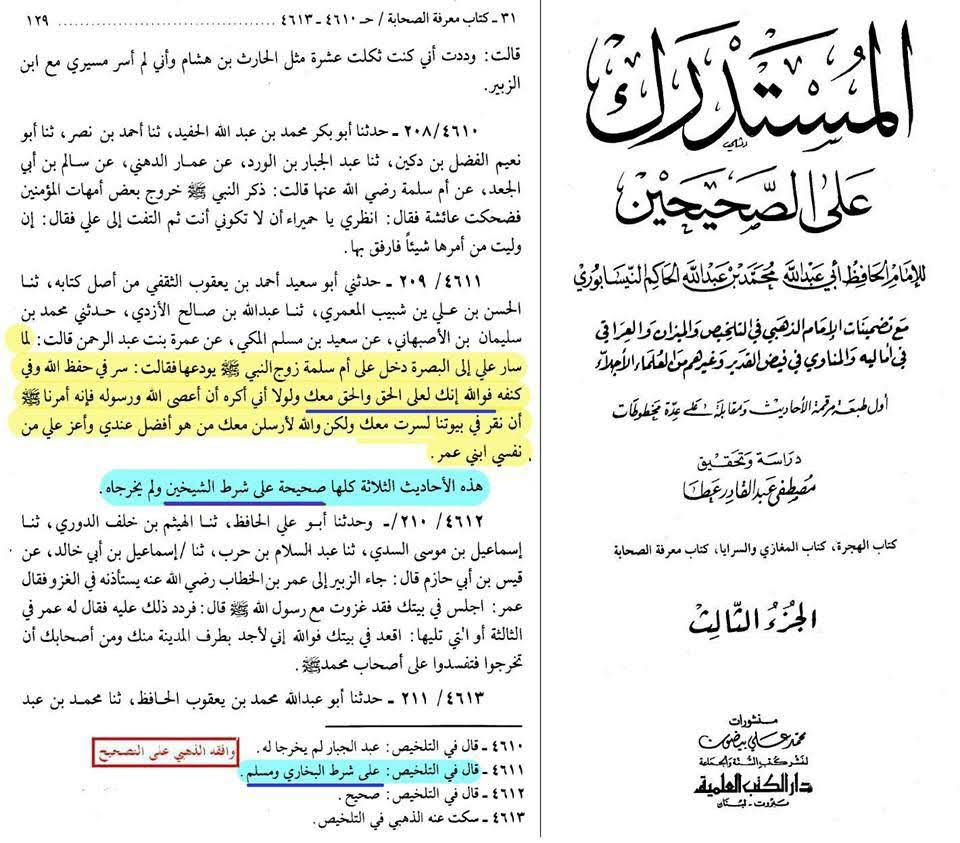 ٣١ ـ كتاب معرفة الصحابة / حـ ٤٦١٠ ـ ٤٦١٣ ........................................ ١٢٩
قالت: وددت أني كنت ثكلت عشرة مثل الحارث بن هشام وأني لم أسر مسيري مع ابن
الزبير.
٢٠٨/٤٦١٠ ـ حدثنا أبو بكر محمد بن عبد الله الحفيد، ثنا أحمد بن نصر، ثنا أبو
نعيم الفضل بن دكين، ثنا عبد الجبار بن الورد، عن عمار الدهني، عن سالم بن أبي
الجعد، عن أم سلمة رضي الله عنها قالت: ذكر النبي ﷺ خروج بعض أمهات المؤمنين
فضحكت عائشة فقال: انظري يا حميراء أن لا تكوني أنت ثم التفت إلى علي فقال: إن
وليت من أمرها شيئاً فارفق بها.
٢٠٩/٤٦١١ ـ حدثني أبو سعيد أحمد بن يعقوب الثقفي من أصل كتابه، ثنا
الحسن بن علي بن شبيب المعمري، ثنا عبدالله بن صالح الأزدي، حدثني محمد بن
سليمان بن الأصبهاني، عن سعيد بن مسلم المكي، عن عمرة بنت عبد الرحمن قالت: لما
سار علي إلى البصرة دخل على أم سلمة زوج النبي ﷺ يودعها فقالت: سر في حفظ الله وفي
كنفه فوالله إنك لعلى الحق والحق معك ولولا أني أكره أن أعصى الله ورسوله فإنه أمرنا ﷺ
أن نقر في بيوتنا لسرت معك ولكن والله لأرسلن معك من هو أفضل عندي وأعز علي من
نفسي ابني عمر.
هذه الأحاديث الثلاثة كلها صحيحة على شرط الشيخين ولم يخرجاه.
٤٦١٢/ ٢١٠/ـ وحدثنا أبو علي الحافظ، ثنا الهيثم بن خلف الدوري، ثنا
إسماعيل بن موسى السدي، ثنا عبد السلام بن حرب، ثنا /إسماعيل بن أبي خالد، عن
قيس بن أبي حازم قال: جاء الزبير إلى عمر بن الخطاب رضي الله عنه يستأذنه في الغزو فقال
عمر: اجلس في بيتك فقد غزوت مع رسول الله ﷺ قال: فردد ذلك عليه فقال له عمر في
الثالثة أو التي تليها: اقعد في بيتك فوالله إني لأجد بطرف المدينة منك ومن أصحابك أن
تخرجوا فتفسدوا على أصحاب محمدﷺ.
٤٦١٣/ ٢١١ ـ حدثنا أبو عبدالله محمد بن يعقوب الحافظ، ثنا محمد بن عبد
٤٦١٠ ـ قال في التلخيص: عبد الجبار لم يخرجا له.
وافقه الذهبي على التصحيح
٤٦١١ ـ قال في التلخيص: على شرط البخاري ومسلم.
٤٦١٢ ـ قال في التلخيص: صحيح.
٤٦١٣ ـ سكت عنه الذهبي في التلخيص.
المُسْتَدْرَك
عَلَى الصَّحِيحَيْن
للإمام الحافظ أبي عبد الله محمد بن عبد الله الحاكم النيسابوري
مع تضمينات الإمام الذهبي في التلخيص والميزان والعراقي
في أماليه والمناوي في فيض القدير وغيرهم من العلماء الأجلاء
أول طبعة مرقمة الأحاديث ومقابلة على عدة مخطوطات
دراسة وتحقيق
مصطفى عبد القادر عطا
كتاب الهجرة، كتاب المغازي والسرايا، كتاب معرفة الصحابة
الجُزءُ الثَّالِث
منشورات
محمد علي بيضون
لنشر كتب السنة والجماعة
دار الكتب العلمية
بيروت - لبنان